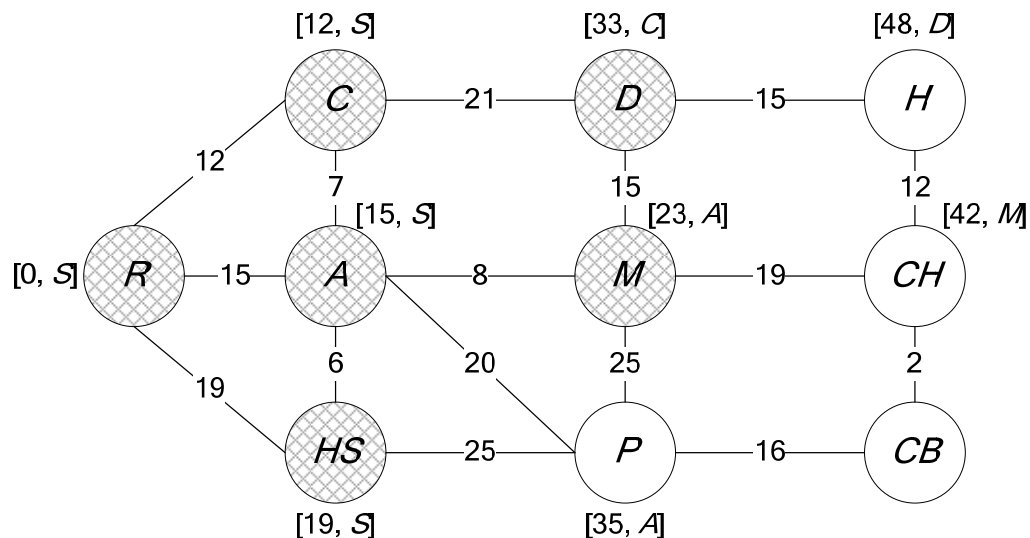 [12, S] [33, C] [48, D]
C 21 D 15 H
12 7 15 12
[15, S] [23, A] [42, M]
[0, S] R 15 A 8 M 19 CH
19 6 20 25 2
HS 25 P 16 CB
[19, S] [35, A]